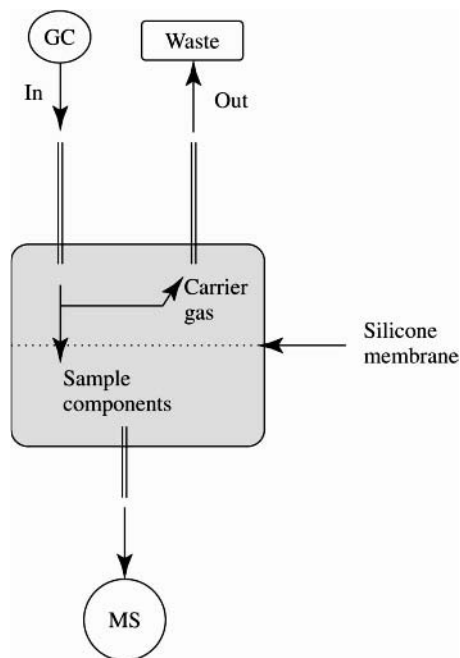 GC
Waste
In
Out
Carrier
gas
Silicone
membrane
Sample
components
MS